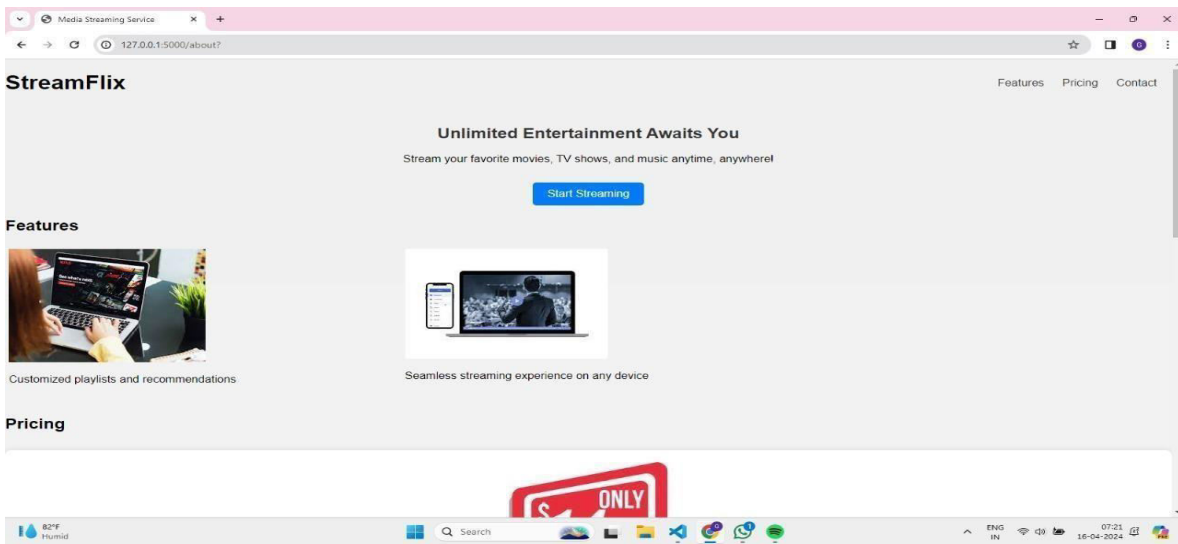 Media Streaming Service
127.0.0.1:5000/about?
G
StreamFlix
Features Pricing Contact
Unlimited Entertainment Awaits You
Stream your favorite movies, TV shows, and music anytime, anywhere!
Start Streaming
Features
Customized playlists and recommendations
Seamless streaming experience on any device
Pricing
ONLY
$
82°F
Humid
Search
ENG
IN
07:21
16-04-2024